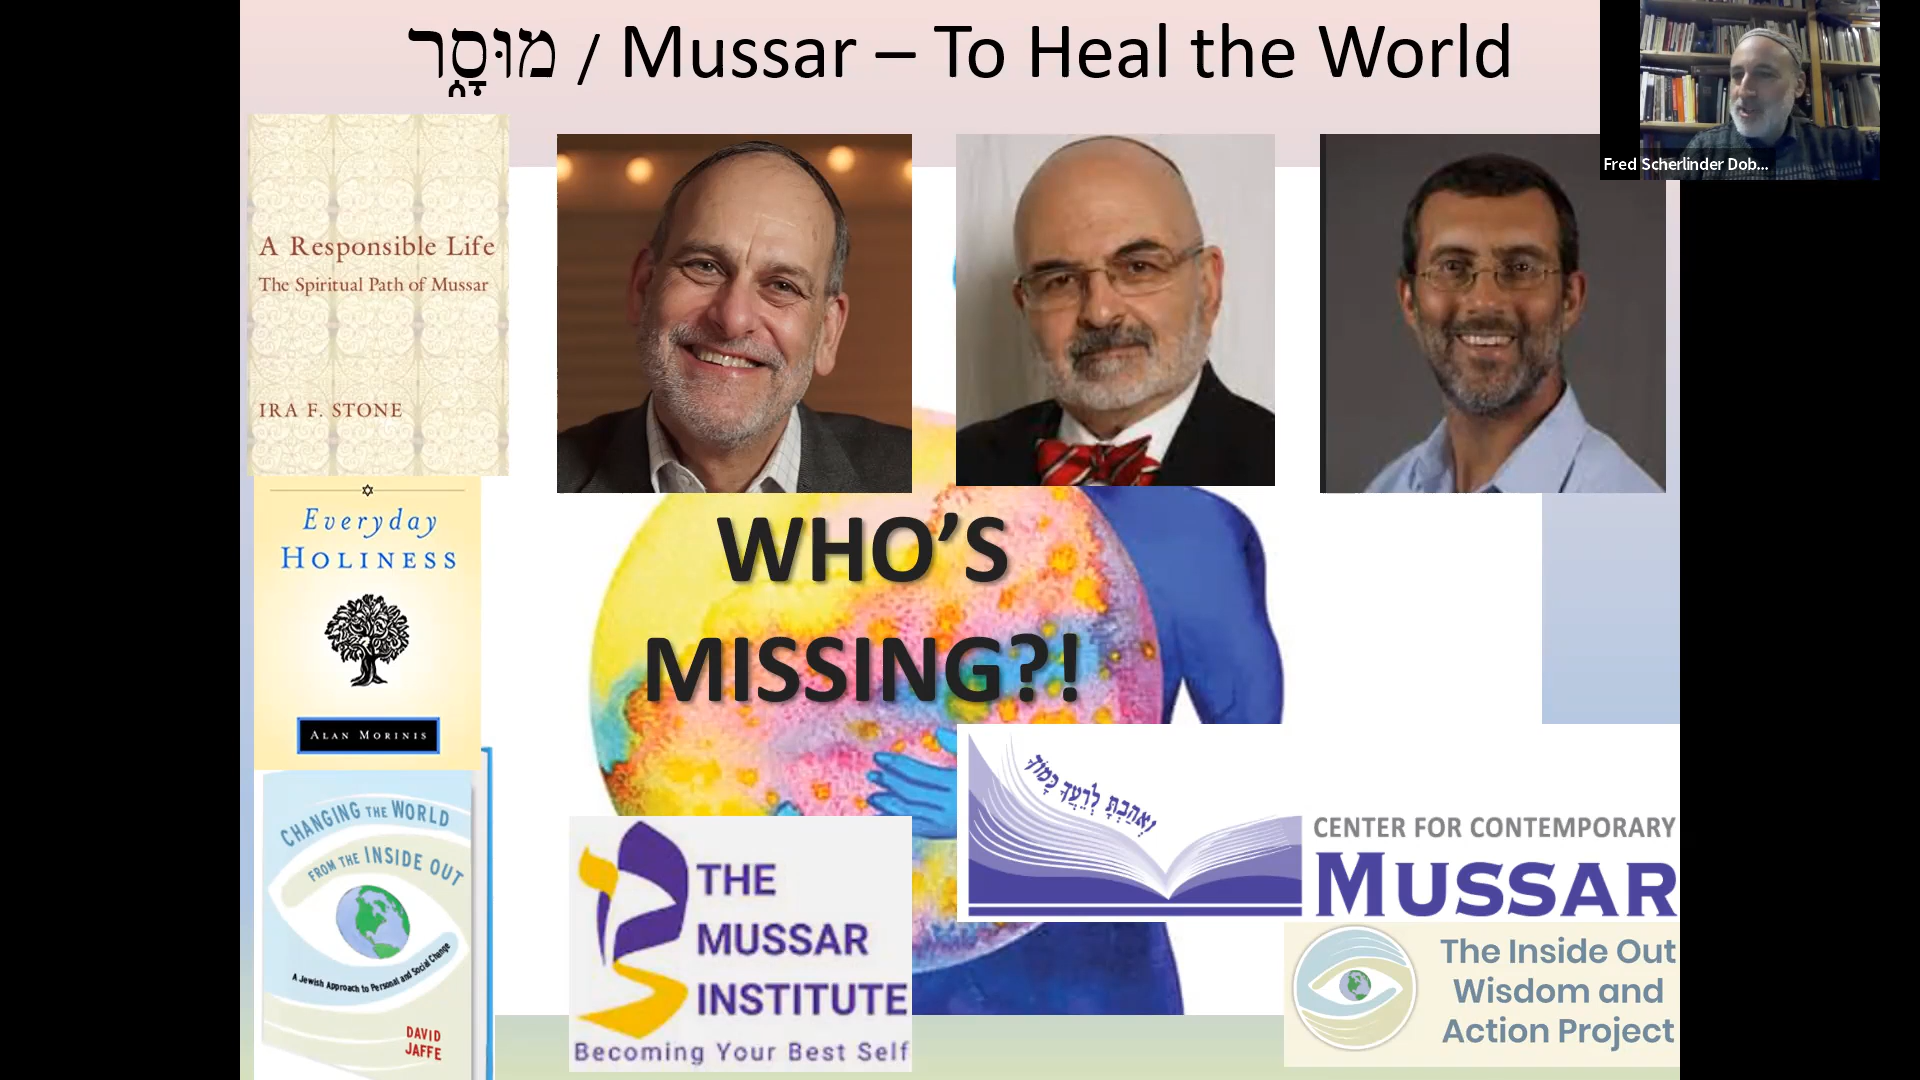 מוּסָר / Mussar – To Heal the World
Fred Scherlinder Dob...
A Responsible Life
The Spiritual Path of Mussar
IRA F. STONE
Everyday
HOLINESS
ALAN MORINIS
CHANGING THE WORLD
FROM THE INSIDE OUT
A Jewish Approach to Personal and Social Change
DAVID
JAFFE
WHO'S
MISSING?!
THE
MUSSAR
INSTITUTE
Becoming Your Best Self
וְאָהַבְתָּ לְרֵעֲךָ כָּמוֹךָ
CENTER FOR CONTEMPORARY
MUSSAR
The Inside Out
Wisdom and
Action Project